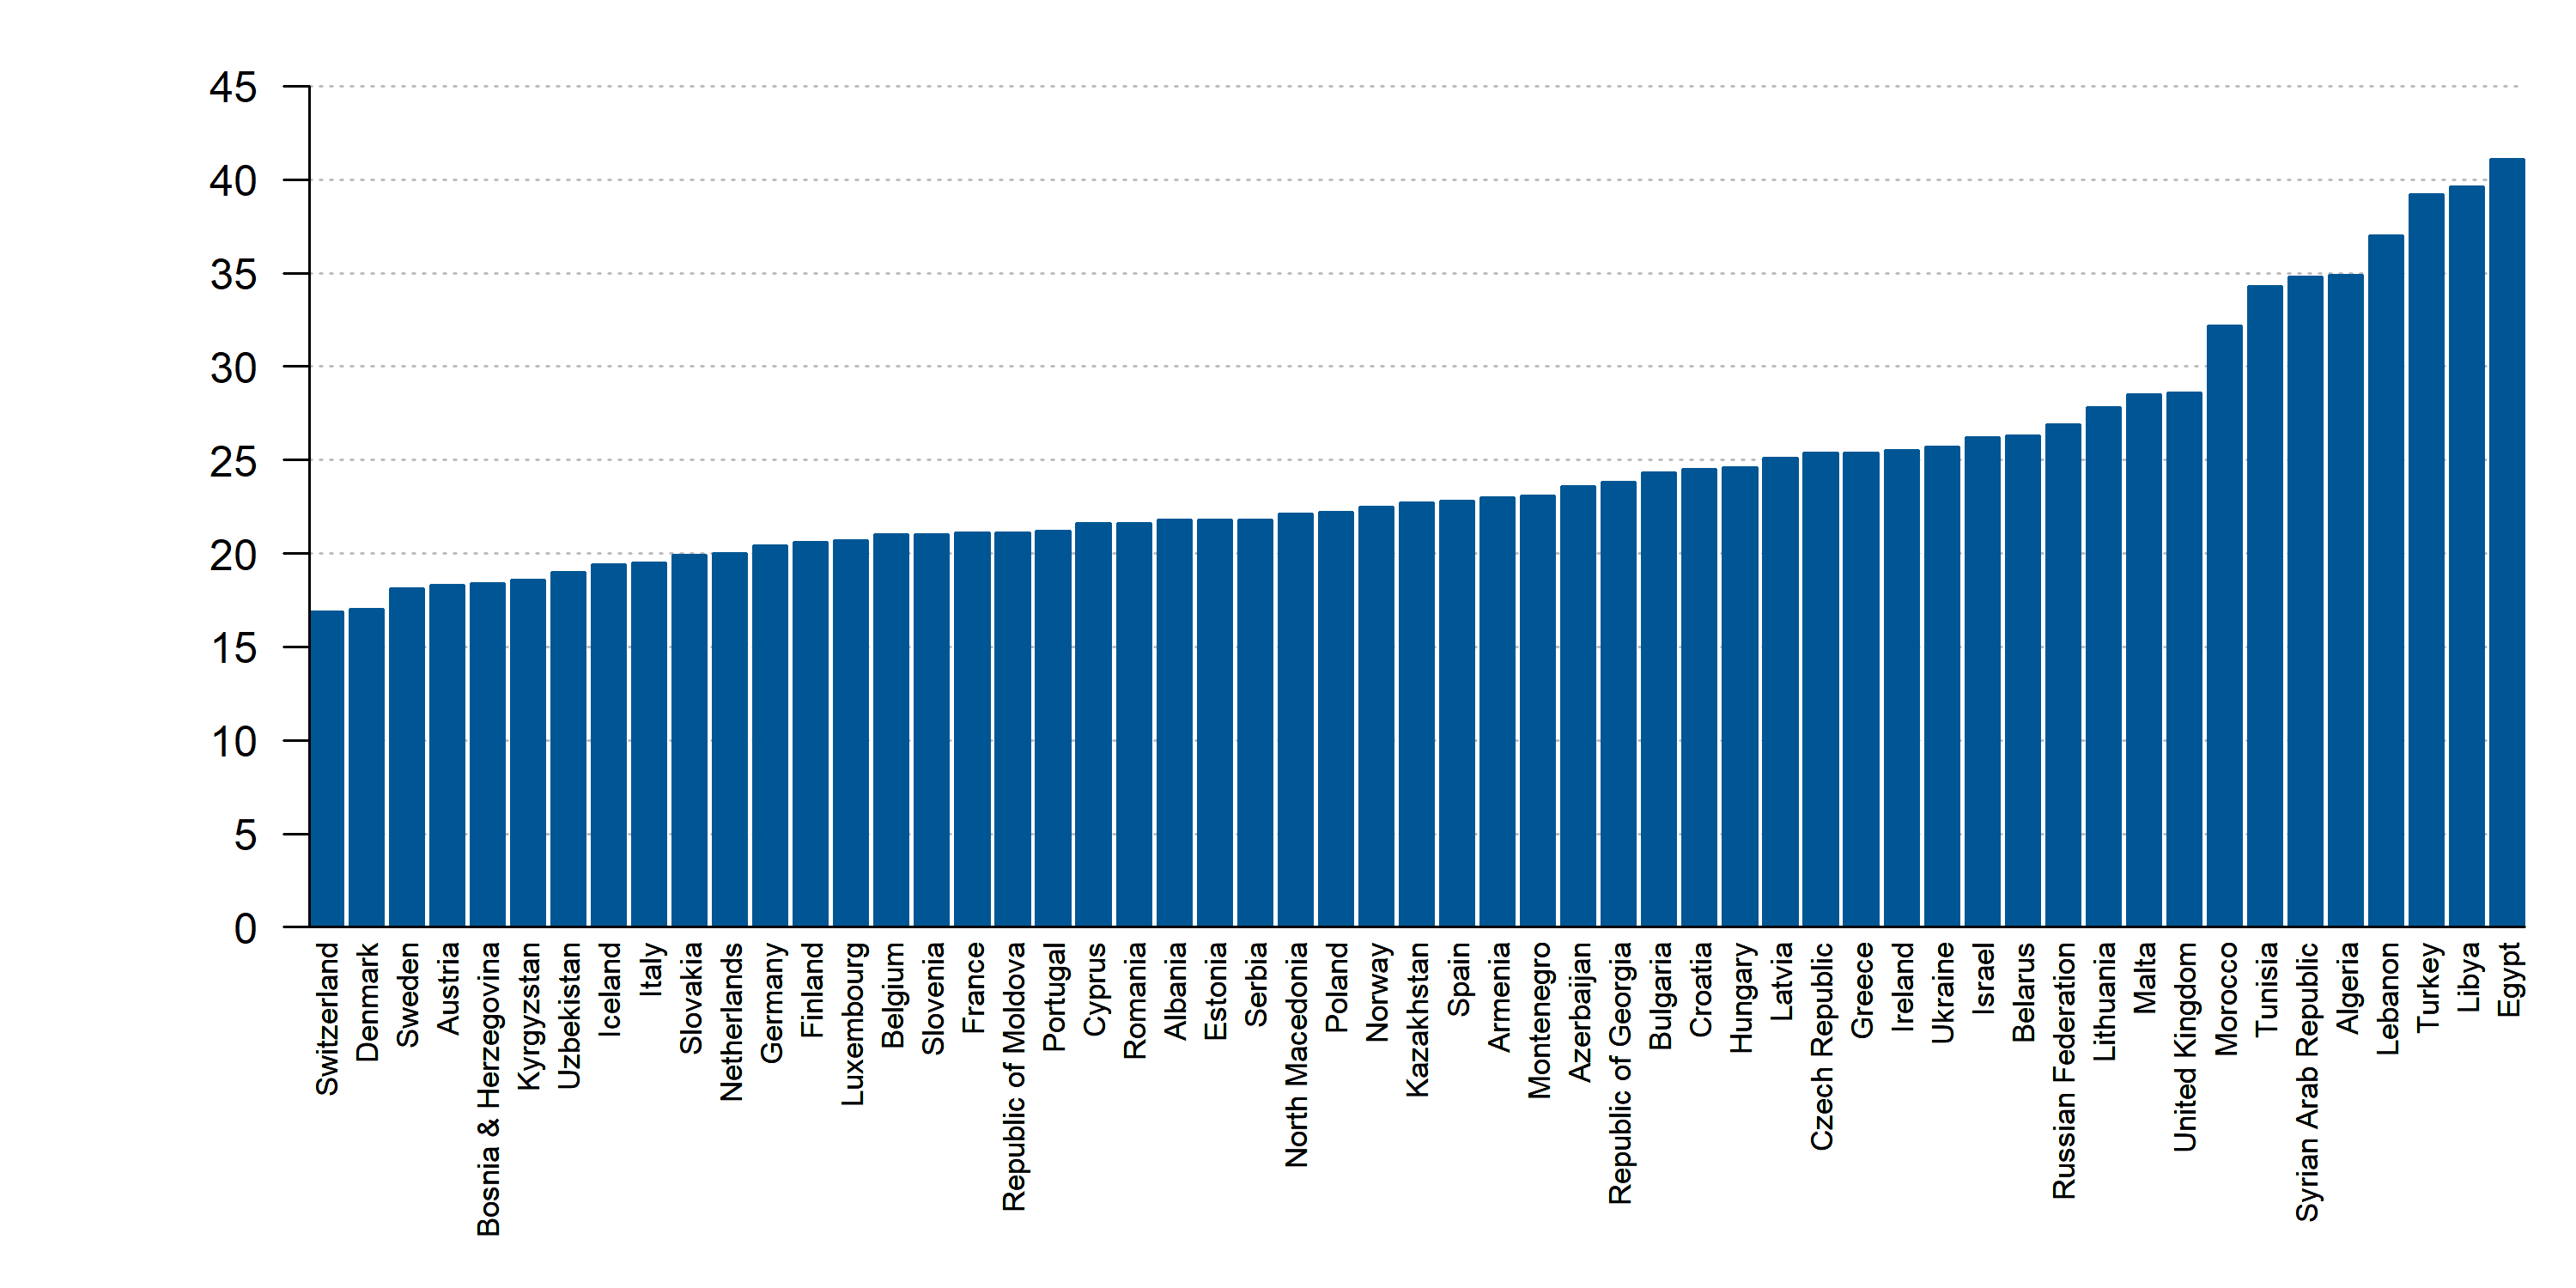 45
40
35
30
25
20
15
10
5
0
Switzerland
Denmark
Sweden
Austria
Bosnia & Herzegovina
Kyrgyzstan
Uzbekistan
Iceland
Italy
Slovakia
Netherlands
Germany
Finland
Luxembourg
Belgium
Slovenia
France
Republic of Moldova
Portugal
Cyprus
Romania
Albania
Estonia
Serbia
North Macedonia
Poland
Norway
Kazakhstan
Spain
Armenia
Montenegro
Azerbaijan
Republic of Georgia
Bulgaria
Croatia
Hungary
Latvia
Czech Republic
Greece
Ireland
Ukraine
Israel
Belarus
Russian Federation
Lithuania
Malta
United Kingdom
Morocco
Tunisia
Syrian Arab Republic
Algeria
Lebanon
Turkey
Libya
Egypt